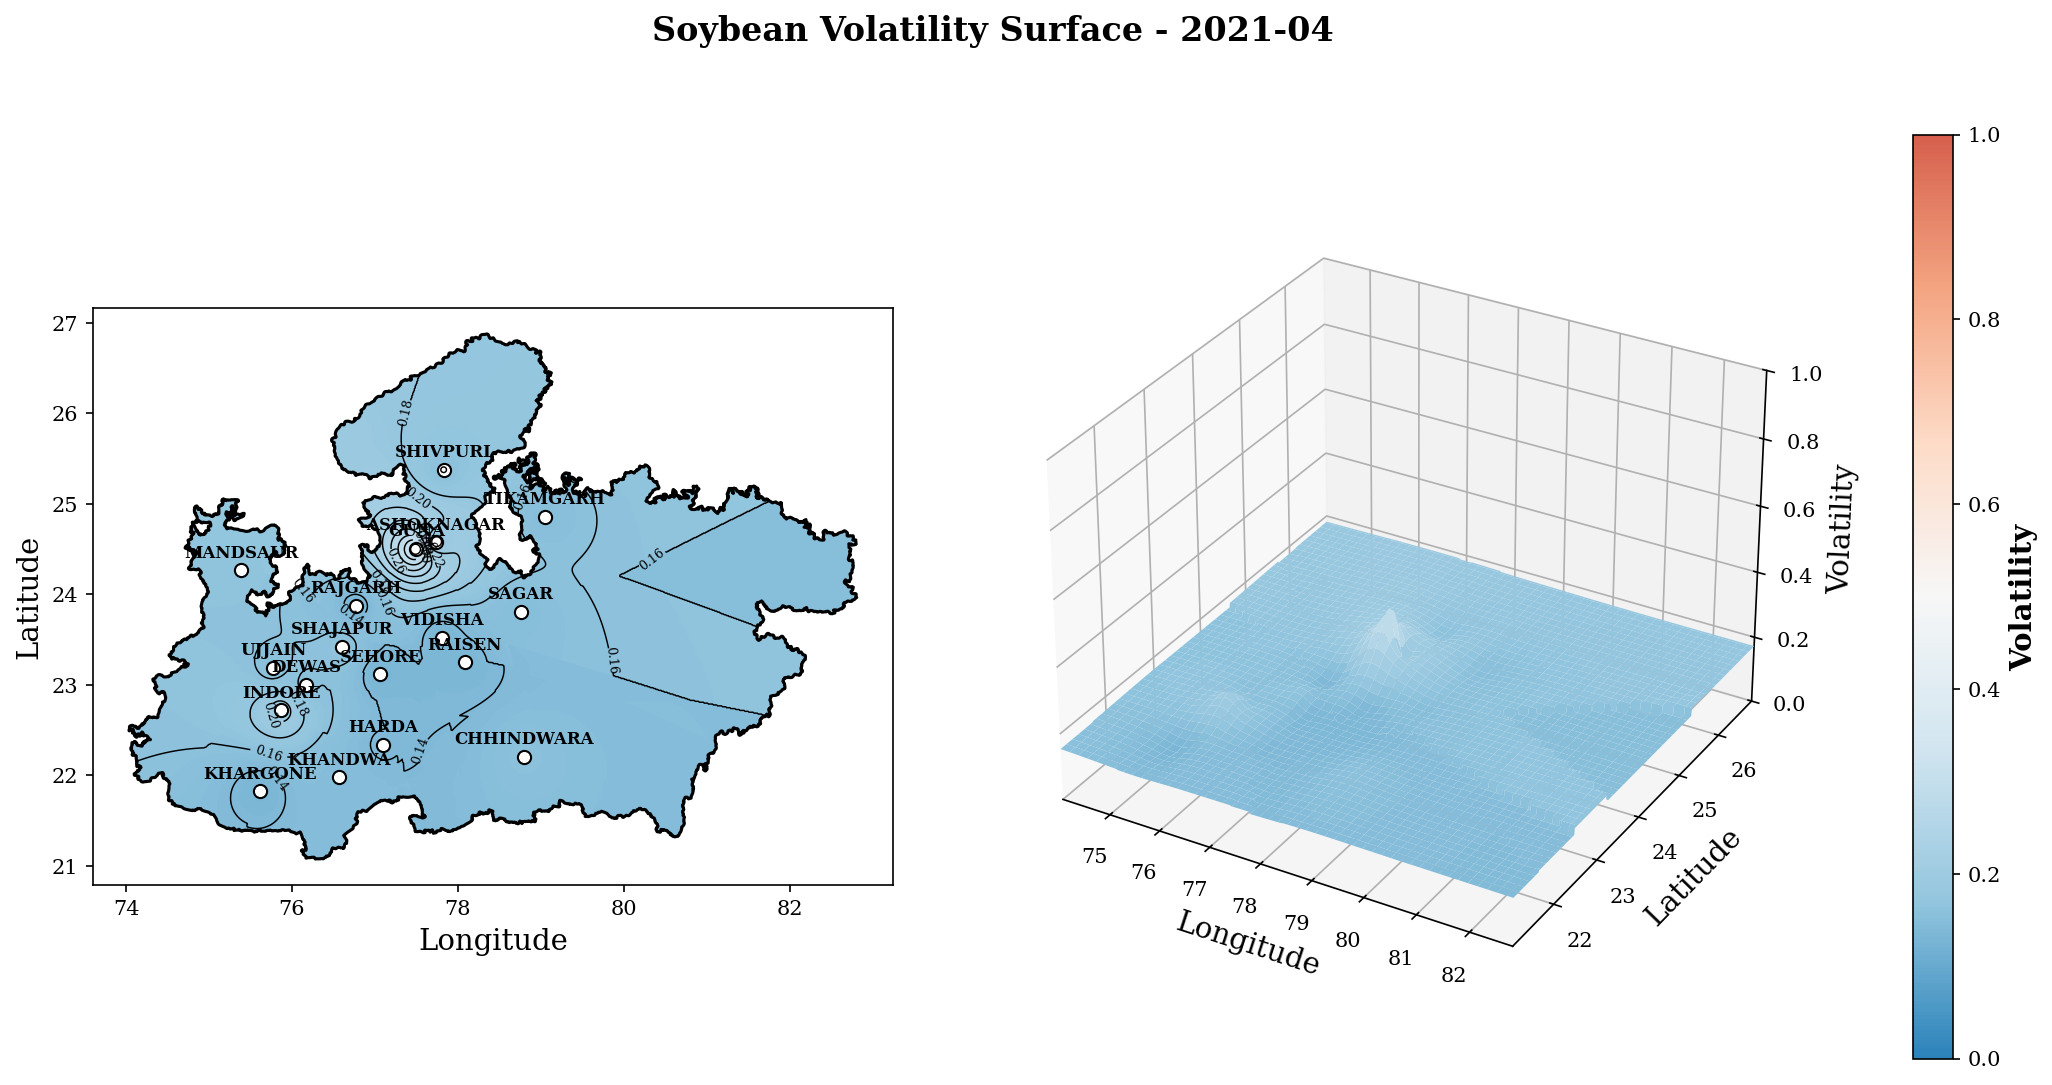 Soybean Volatility Surface - 2021-04
27
26
25
24
23
22
21
Latitude
74
76
78
80
82
Longitude
0.18
SHIVPURI
0.20
TIKAMGARH
ASHOKNAGAR
GUNA
0.22
0.26
0.16
MANDSAUR
0.16
0.16
RAJGARH
0.14
SAGAR
SHAJAPUR
VIDISHA
UJJAIN
SEHORE
RAISEN
DEWAS
0.16
INDORE
0.18
0.20
HARDA
0.14
CHHINDWARA
0.16
KHANDWA
KHARGONE
0.14
1.0
0.8
0.6
0.4
0.2
0.0
Volatility
75
76
77
78
79
80
81
82
Longitude
22
23
24
25
26
Latitude
1.0
0.8
0.6
0.4
0.2
0.0
Volatility